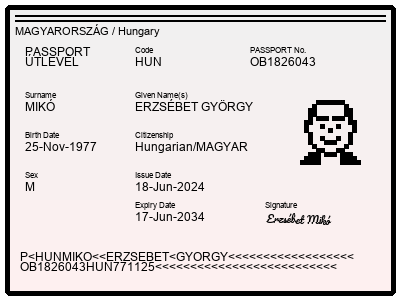 MAGYARORSZÁG / Hungary
PASSPORT
ÚTLEVÉL
Code
HUN
PASSPORT No.
OB1826043
Surname
MIKÓ
Given Name(s)
ERZSÉBET GYÖRGY
Birth Date
25-Nov-1977
Citizenship
Hungarian/MAGYAR
Sex
M
Issue Date
18-Jun-2024
Expiry Date
17-Jun-2034
Signature
Erzsébet Mikó
P<HUNMIKO<<ERZSEBET<GYORGY<<<<<<<<<<<<<<<<<<
OB1826043HUN771125<<<<<<<<<<<<<<<<<<<<<<<<<<